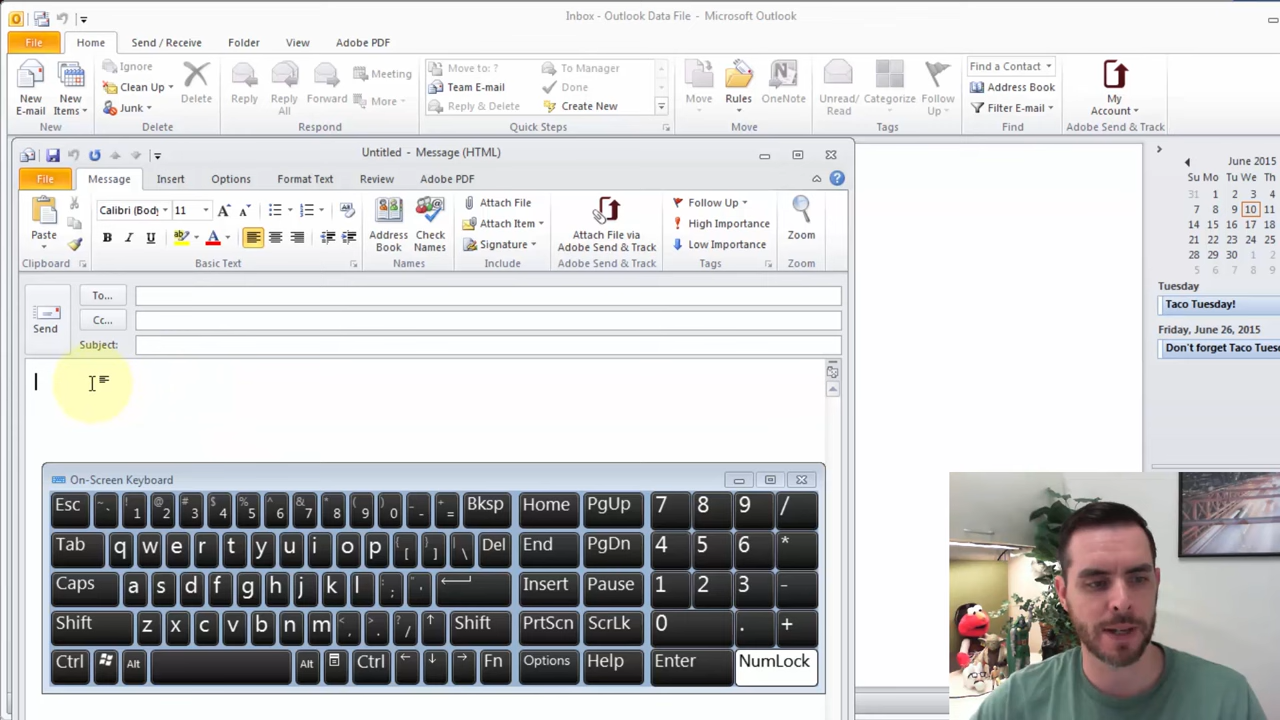 Inbox - Outlook Data File - Microsoft Outlook
File Home Send / Receive Folder View Adobe PDF
New E-mail New Items Ignore Clean Up Junk Delete Reply Reply All Forward Meeting More Move to: ? Team E-mail Reply & Delete To Manager Done Create New Move Rules OneNote Unread/ Read Categorize Follow Up Find a Contact Address Book Filter E-mail My Account
New Delete Respond Quick Steps Move Tags Find Adobe Send & Track
Untitled - Message (HTML)
File Message Insert Options Format Text Review Adobe PDF
Paste Calibri (Body 11 B I U A Address Book Check Names Attach File Attach Item Signature Attach File via Adobe Send & Track Follow Up High Importance Low Importance Zoom
Clipboard Basic Text Names Include Adobe Send & Track Tags Zoom
Send
To...
Cc...
Subject:
June 2015
Su Mo Tu We Th
31 1 2 3 4
7 8 9 10 11
14 15 16 17 18
21 22 23 24 25
28 29 30 1 2
5 6 7 8 9
Tuesday
Taco Tuesday!
Friday, June 26, 2015
Don't forget Taco Tues
On-Screen Keyboard
Esc ~ ` ! 1 @ 2 # 3 $ 4 % 5 ^ 6 & 7 * 8 ( 9 ) 0 _ - + = Bksp Home PgUp 7 8 9 /
Tab q w e r t y u i o p { [ } ] | \ Del End PgDn 4 5 6 *
Caps a s d f g h j k l : ; " ' Insert Pause 1 2 3 -
Shift z x c v b n m < , > . ? / ↑ Shift PrtScn ScrLk 0 . +
Ctrl Alt Alt Ctrl ← ↓ → Fn Options Help Enter NumLock